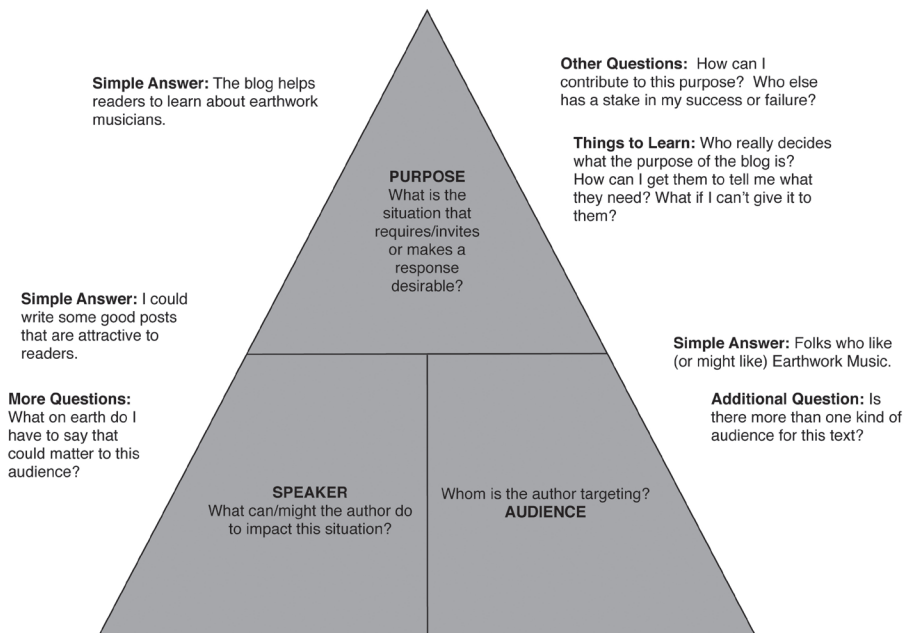 Simple Answer: The blog helps
readers to learn about earthwork
musicians.
Other Questions: How can I
contribute to this purpose? Who else
has a stake in my success or failure?
Things to Learn: Who really decides
what the purpose of the blog is?
How can I get them to tell me what
they need? What if I can't give it to
them?
PURPOSE
What is the
situation that
requires/invites
or makes a
response
desirable?
Simple Answer: I could
write some good posts
that are attractive to
readers.
More Questions:
What on earth do I
have to say that
could matter to this
audience?
Simple Answer: Folks who like
(or might like) Earthwork Music.
Additional Question: Is
there more than one kind of
audience for this text?
SPEAKER
What can/might the author do
to impact this situation?
Whom is the author targeting?
AUDIENCE